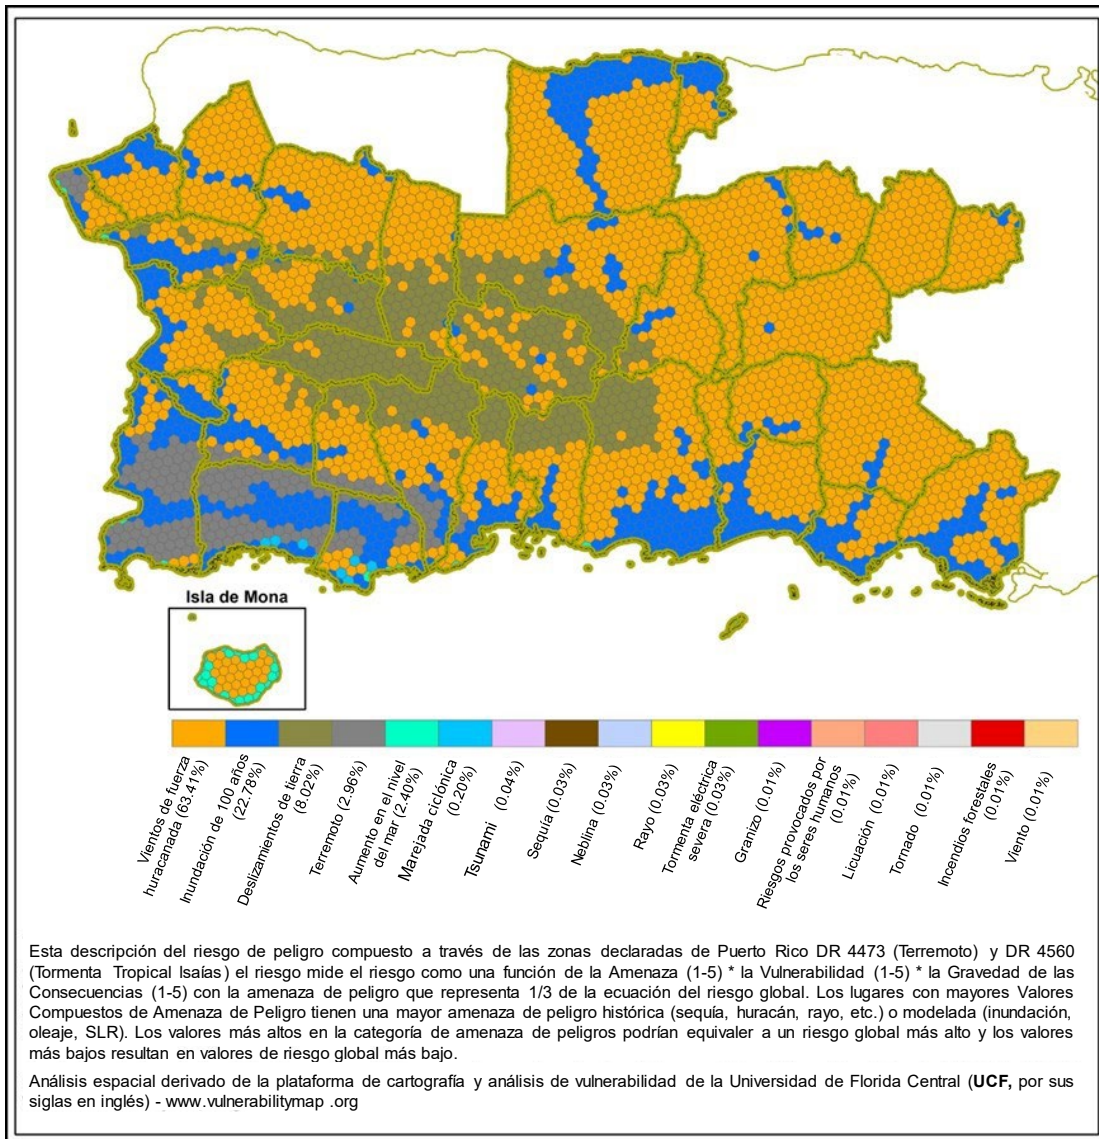 Isla de Mona
Vientos de fuerza
huracanada (63.41%)
Inundación de 100 años
(22.78%)
Deslizamientos de tierra
(8.02%)
Terremoto (2.96%)
Aumento en el nivel
del mar (2.40%)
Marejada ciclónica
(0.20%)
Tsunami (0.04%)
Sequía (0.03%)
Neblina (0.03%)
Rayo (0.03%)
Tormenta eléctrica
severa (0.03%)
Granizo (0.01%)
Riesgos provocados por
los seres humanos
(0.01%)
Licuación (0.01%)
Tornado (0.01%)
Incendios forestales
(0.01%)
Viento (0.01%)
Esta descripción del riesgo de peligro compuesto a través de las zonas declaradas de Puerto Rico DR 4473 (Terremoto) y DR 4560
(Tormenta Tropical Isaías) el riesgo mide el riesgo como una función de la Amenaza (1-5) * la Vulnerabilidad (1-5) * la Gravedad de las
Consecuencias (1-5) con la amenaza de peligro que representa 1/3 de la ecuación del riesgo global. Los lugares con mayores Valores
Compuestos de Amenaza de Peligro tienen una mayor amenaza de peligro histórica (sequía, huracán, rayo, etc.) o modelada (inundación,
oleaje, SLR). Los valores más altos en la categoría de amenaza de peligros podrían equivaler a un riesgo global más alto y los valores
más bajos resultan en valores de riesgo global más bajo.
Análisis espacial derivado de la plataforma de cartografía y análisis de vulnerabilidad de la Universidad de Florida Central (UCF, por sus
siglas en inglés) - www.vulnerabilitymap .org